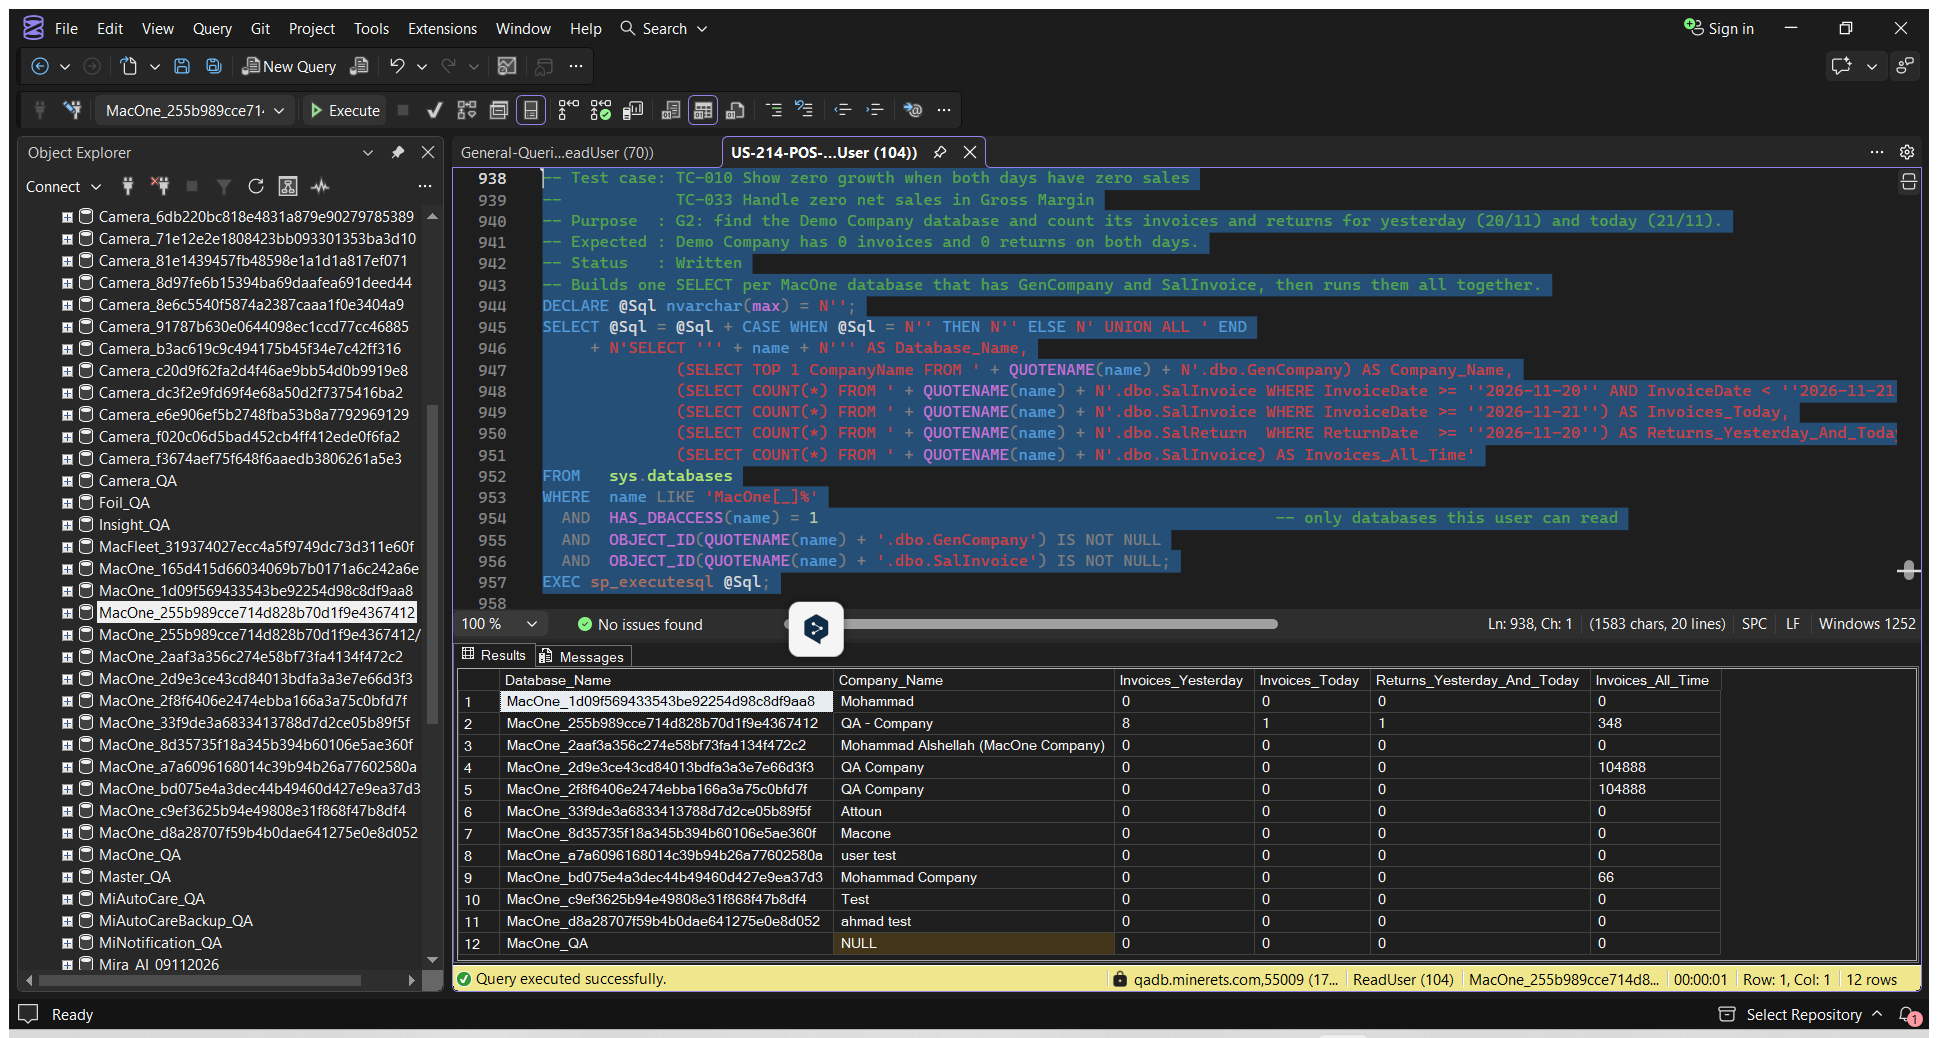 File Edit View Query Git Project Tools Extensions Window Help Search Sign in
New Query
MacOne_255b989cce714 Execute
Object Explorer
Connect
Camera_6db220bc818e4831a879e90279785389
Camera_71e12e2e1808423bb093301353ba3d10
Camera_81e1439457fb48598e1a1d1a817ef071
Camera_8d97fe6b15394ba69daafea691deed44
Camera_8e6c5540f5874a2387caaa1f0e3404a9
Camera_91787b630e0644098ec1ccd77cc46885
Camera_b3ac619c9c494175b45f34e7c42ff316
Camera_c20d9f62fa2d4f46ae9bb54d0b9919e8
Camera_dc3f2e9fd69f4e68a50d2f7375416ba2
Camera_e6e906ef5b2748fba53b8a7792969129
Camera_f020c06d5bad452cb4ff412ede0f6fa2
Camera_f3674aef75f648f6aaedb3806261a5e3
Camera_QA
Foil_QA
Insight_QA
MacFleet_319374027ecc4a5f9749dc73d311e60f
MacOne_165d415d66034069b7b0171a6c242a6e
MacOne_1d09f569433543be92254d98c8df9aa8
MacOne_255b989cce714d828b70d1f9e4367412
MacOne_255b989cce714d828b70d1f9e4367412/
MacOne_2aaf3a356c274e58bf73fa4134f472c2
MacOne_2d9e3ce43cd84013bdfa3a3e7e66d3f3
MacOne_2f8f6406e2474ebba166a3a75c0bfd7f
MacOne_33f9de3a6833413788d7d2ce05b89f5f
MacOne_8d35735f18a345b394b60106e5ae360f
MacOne_a7a6096168014c39b94b26a77602580a
MacOne_bd075e4a3dec44b49460d427e9ea37d3
MacOne_c9ef3625b94e49808e31f868f47b8df4
MacOne_d8a28707f59b4b0dae641275e0e8d052
MacOne_QA
Master_QA
MiAutoCare_QA
MiAutoCareBackup_QA
MiNotification_QA
Mira_AI_09112026
General-Queri...eadUser (70)) US-214-POS-...User (104))
938 -- Test case: TC-010 Show zero growth when both days have zero sales
939 -- TC-033 Handle zero net sales in Gross Margin
940 -- Purpose : G2: find the Demo Company database and count its invoices and returns for yesterday (20/11) and today (21/11).
941 -- Expected : Demo Company has 0 invoices and 0 returns on both days.
942 -- Status : Written
943 -- Builds one SELECT per MacOne database that has GenCompany and SalInvoice, then runs them all together.
944 DECLARE @Sql nvarchar(max) = N'';
945 SELECT @Sql = @Sql + CASE WHEN @Sql = N'' THEN N'' ELSE N' UNION ALL ' END
946 + N'SELECT ''' + name + N''' AS Database_Name,
947 (SELECT TOP 1 CompanyName FROM ' + QUOTENAME(name) + N'.dbo.GenCompany) AS Company_Name,
948 (SELECT COUNT(*) FROM ' + QUOTENAME(name) + N'.dbo.SalInvoice WHERE InvoiceDate >= ''2026-11-20'' AND InvoiceDate < ''2026-11-21
949 (SELECT COUNT(*) FROM ' + QUOTENAME(name) + N'.dbo.SalInvoice WHERE InvoiceDate >= ''2026-11-21'') AS Invoices_Today,
950 (SELECT COUNT(*) FROM ' + QUOTENAME(name) + N'.dbo.SalReturn WHERE ReturnDate >= ''2026-11-20'') AS Returns_Yesterday_And_Toda
951 (SELECT COUNT(*) FROM ' + QUOTENAME(name) + N'.dbo.SalInvoice) AS Invoices_All_Time'
952 FROM sys.databases
953 WHERE name LIKE 'MacOne[_]%'
954 AND HAS_DBACCESS(name) = 1 -- only databases this user can read
955 AND OBJECT_ID(QUOTENAME(name) + '.dbo.GenCompany') IS NOT NULL
956 AND OBJECT_ID(QUOTENAME(name) + '.dbo.SalInvoice') IS NOT NULL;
957 EXEC sp_executesql @Sql;
958
100 % No issues found Ln: 938, Ch: 1 (1583 chars, 20 lines) SPC LF Windows 1252
Results Messages
Database_Name Company_Name Invoices_Yesterday Invoices_Today Returns_Yesterday_And_Today Invoices_All_Time
1 MacOne_1d09f569433543be92254d98c8df9aa8 Mohammad 0 0 0 0
2 MacOne_255b989cce714d828b70d1f9e4367412 QA - Company 8 1 1 348
3 MacOne_2aaf3a356c274e58bf73fa4134f472c2 Mohammad Alshellah (MacOne Company) 0 0 0 0
4 MacOne_2d9e3ce43cd84013bdfa3a3e7e66d3f3 QA Company 0 0 0 104888
5 MacOne_2f8f6406e2474ebba166a3a75c0bfd7f QA Company 0 0 0 104888
6 MacOne_33f9de3a6833413788d7d2ce05b89f5f Attoun 0 0 0 0
7 MacOne_8d35735f18a345b394b60106e5ae360f Macone 0 0 0 0
8 MacOne_a7a6096168014c39b94b26a77602580a user test 0 0 0 0
9 MacOne_bd075e4a3dec44b49460d427e9ea37d3 Mohammad Company 0 0 0 66
10 MacOne_c9ef3625b94e49808e31f868f47b8df4 Test 0 0 0 0
11 MacOne_d8a28707f59b4b0dae641275e0e8d052 ahmad test 0 0 0 0
12 MacOne_QA NULL 0 0 0 0
Query executed successfully. qadb.minerets.com,55009 (17... ReadUser (104) MacOne_255b989cce714d8... 00:00:01 Row: 1, Col: 1 12 rows
Ready Select Repository 1